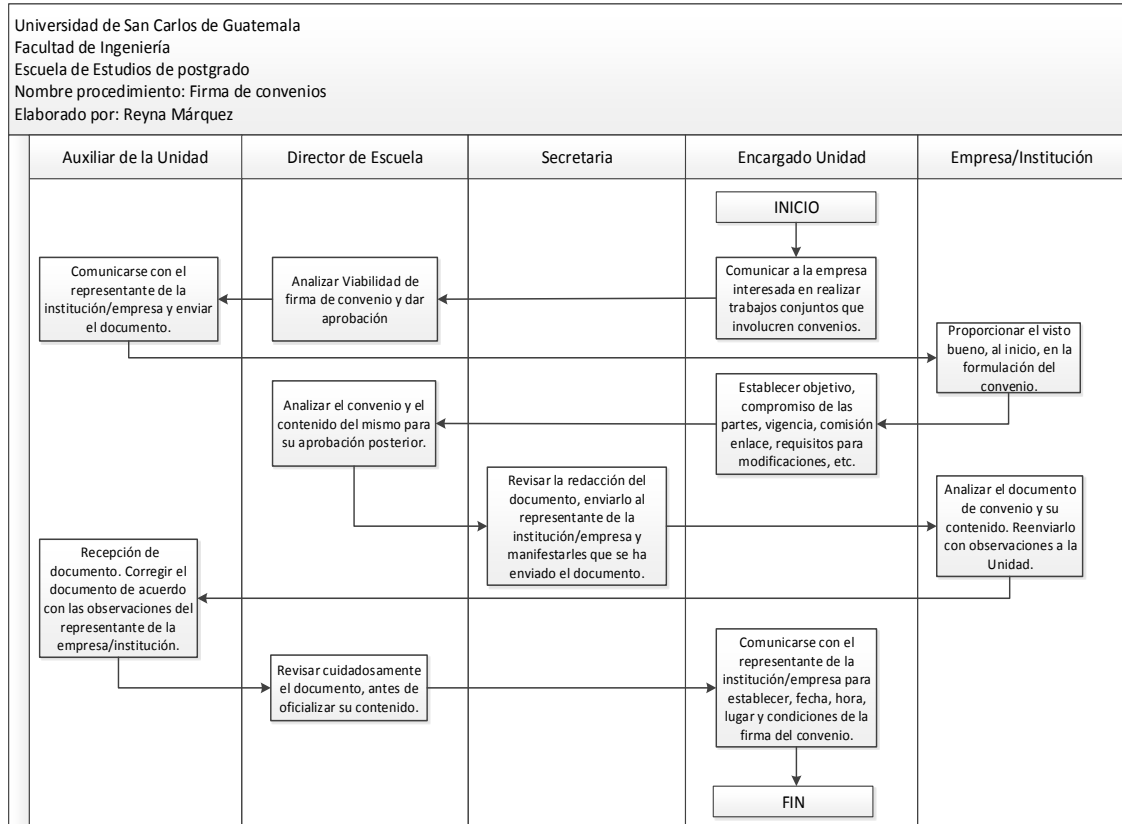 Universidad de San Carlos de Guatemala
Facultad de Ingeniería
Escuela de Estudios de postgrado
Nombre procedimiento: Firma de convenios
Elaborado por: Reyna Márquez
Auxiliar de la Unidad
Director de Escuela
Secretaria
Encargado Unidad
Empresa/Institución
INICIO
Comunicar a la empresa
interesada en realizar
trabajos conjuntos que
involucren convenios.
Analizar Viabilidad de
firma de convenio y dar
aprobación
Comunicarse con el
representante de la
institución/empresa y enviar
el documento.
Proporcionar el visto
bueno, al inicio, en la
formulación del
convenio.
Establecer objetivo,
compromiso de las
partes, vigencia, comisión
enlace, requisitos para
modificaciones, etc.
Analizar el convenio y el
contenido del mismo para
su aprobación posterior.
Revisar la redacción del
documento, enviarlo al
representante de la
institución/empresa y
manifestarles que se ha
enviado el documento.
Analizar el documento
de convenio y su
contenido. Reenviarlo
con observaciones a la
Unidad.
Recepción de
documento. Corregir el
documento de acuerdo
con las observaciones del
representante de la
empresa/institución.
Revisar cuidadosamente
el documento, antes de
oficializar su contenido.
Comunicarse con el
representante de la
institución/empresa para
establecer, fecha, hora,
lugar y condiciones de la
firma del convenio.
FIN